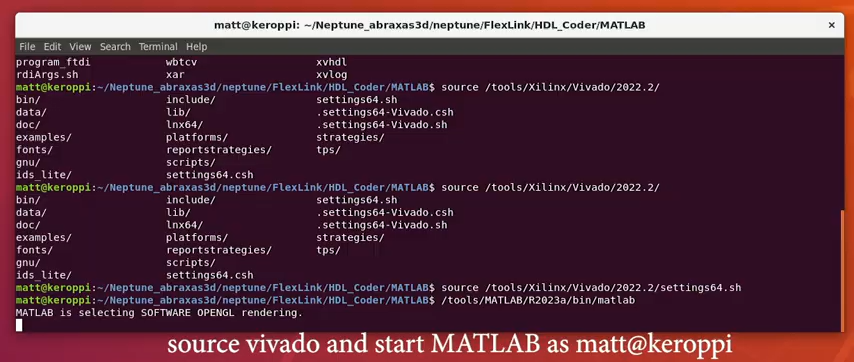 matt@keroppi: ~/Neptune_abraxas3d/neptune/FlexLink/HDL_Coder/MATLAB
File Edit View Search Terminal Help
program_ftdi wbtcv xvhdl
rdiArgs.sh xar xvlog
matt@keroppi:~/Neptune_abraxas3d/neptune/FlexLink/HDL_Coder/MATLAB$ source /tools/Xilinx/Vivado/2022.2/
bin/ include/ settings64.sh
data/ lib/ .settings64-Vivado.csh
doc/ lnx64/ .settings64-Vivado.sh
examples/ platforms/ strategies/
fonts/ reportstrategies/ tps/
gnu/ scripts/
ids_lite/ settings64.csh
matt@keroppi:~/Neptune_abraxas3d/neptune/FlexLink/HDL_Coder/MATLAB$ source /tools/Xilinx/Vivado/2022.2/
bin/ include/ settings64.sh
data/ lib/ .settings64-Vivado.csh
doc/ lnx64/ .settings64-Vivado.sh
examples/ platforms/ strategies/
fonts/ reportstrategies/ tps/
gnu/ scripts/
ids_lite/ settings64.csh
matt@keroppi:~/Neptune_abraxas3d/neptune/FlexLink/HDL_Coder/MATLAB$ source /tools/Xilinx/Vivado/2022.2/settings64.sh
matt@keroppi:~/Neptune_abraxas3d/neptune/FlexLink/HDL_Coder/MATLAB$ /tools/MATLAB/R2023a/bin/matlab
MATLAB is selecting SOFTWARE OPENGL rendering.
source vivado and start MATLAB as matt@keroppi